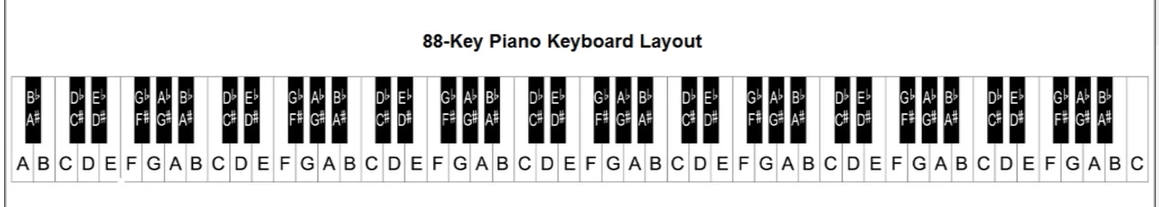 88-Key Piano Keyboard Layout
B♭ D♭ E♭ G♭ A♭ B♭ D♭ E♭ G♭ A♭ B♭ D♭ E♭ G♭ A♭ B♭ D♭ E♭ G♭ A♭ B♭ D♭ E♭ G♭ A♭ B♭ D♭ E♭ G♭ A♭ B♭ D♭ E♭ G♭ A♭ B♭
A# C# D# F# G# A# C# D# F# G# A# C# D# F# G# A# C# D# F# G# A# C# D# F# G# A# C# D# F# G# A# C# D# F# G# A#
A B C D E F G A B C D E F G A B C D E F G A B C D E F G A B C D E F G A B C D E F G A B C D E F G A B C